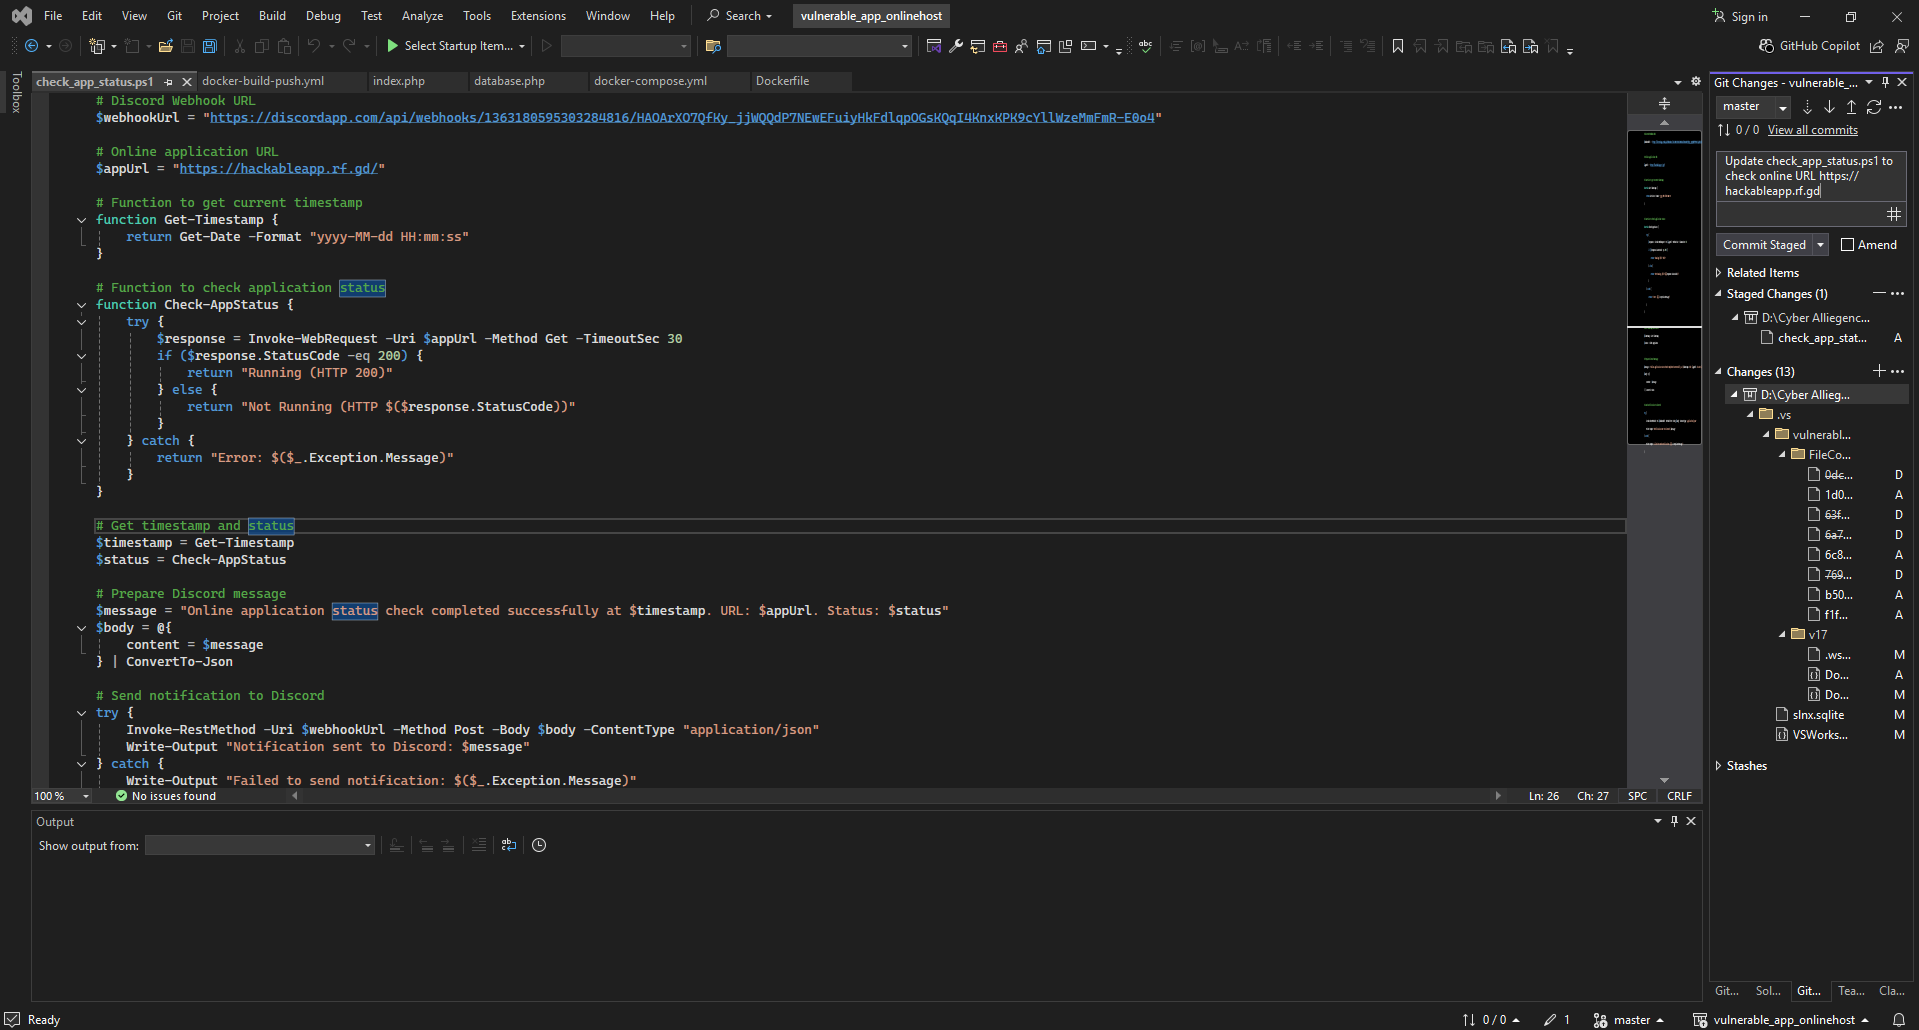 File Edit View Git Project Build Debug Test Analyze Tools Extensions Window Help Search vulnerable_app_onlinehost Sign in
Select Startup Item... GitHub Copilot
Toolbox
check_app_status.ps1 docker-build-push.yml index.php database.php docker-compose.yml Dockerfile
# Discord Webhook URL
$webhookUrl = "https://discordapp.com/api/webhooks/1363180595303284816/HAOArXO7QfKy_jjWQQdP7NEwEFuiyHkFdlqpOGsKQqI4KnxKPK9cYllWzeMmFmR-E0o4"
# Online application URL
$appUrl = "https://hackableapp.rf.gd/"
# Function to get current timestamp
function Get-Timestamp {
return Get-Date -Format "yyyy-MM-dd HH:mm:ss"
}
# Function to check application status
function Check-AppStatus {
try {
$response = Invoke-WebRequest -Uri $appUrl -Method Get -TimeoutSec 30
if ($response.StatusCode -eq 200) {
return "Running (HTTP 200)"
} else {
return "Not Running (HTTP $($response.StatusCode))"
}
} catch {
return "Error: $($_.Exception.Message)"
}
}
# Get timestamp and status
$timestamp = Get-Timestamp
$status = Check-AppStatus
# Prepare Discord message
$message = "Online application status check completed successfully at $timestamp. URL: $appUrl. Status: $status"
$body = @{
content = $message
} | ConvertTo-Json
# Send notification to Discord
try {
Invoke-RestMethod -Uri $webhookUrl -Method Post -Body $body -ContentType "application/json"
Write-Output "Notification sent to Discord: $message"
} catch {
Write-Output "Failed to send notification: $($_.Exception.Message)"
100 % No issues found Ln: 26 Ch: 27 SPC CRLF
Output
Show output from:
Git Changes - vulnerable_...
master
0 / 0 View all commits
Update check_app_status.ps1 to
check online URL https://
hackableapp.rf.gd
Commit Staged Amend
Related Items
Staged Changes (1)
D:\Cyber Alliegenc...
check_app_stat... A
Changes (13)
D:\Cyber Allieg...
.vs
vulnerabl...
FileCo...
0dc... D
1d0... A
63f... D
6a7... D
6c8... A
769... D
b50... A
f1f... A
v17
.ws... M
Do... A
Do... M
slnx.sqlite M
VSWorks... M
Stashes
Git... Sol... Git... Tea... Cla...
Ready 0 / 0 1 master vulnerable_app_onlinehost